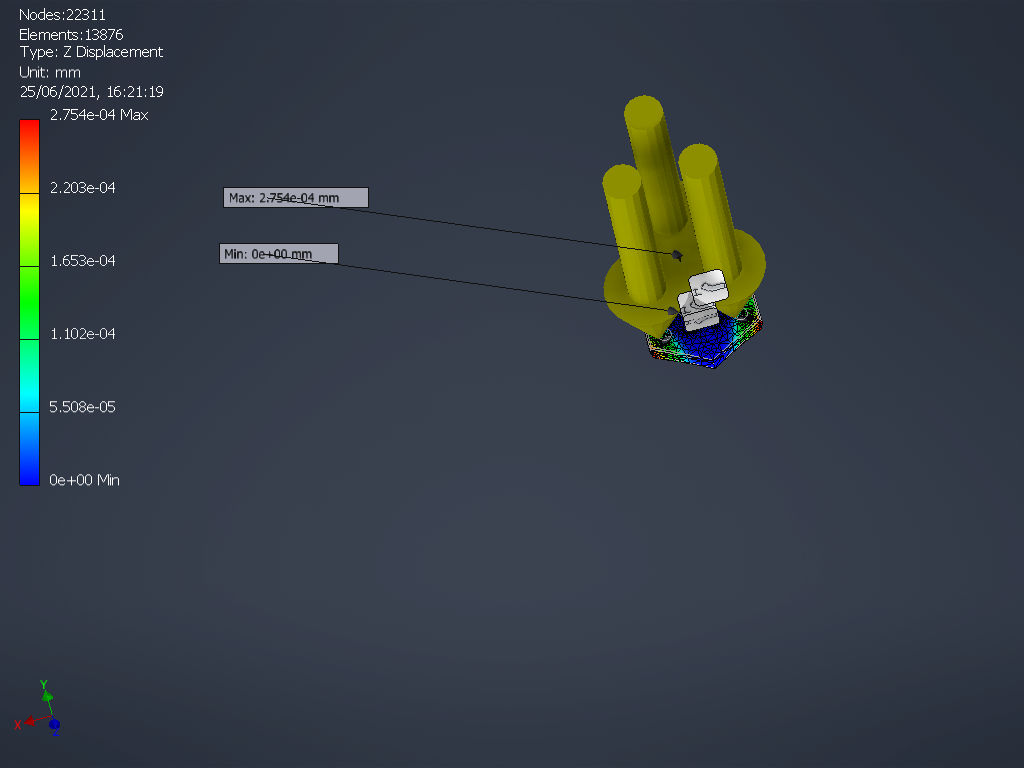 Nodes:22311
Elements:13876
Type: Z Displacement
Unit: mm
25/06/2021, 16:21:19
2.754e-04 Max
2.203e-04
1.653e-04
1.102e-04
5.508e-05
0e+00 Min
Max: 2.754e-04 mm
Min: 0e+00 mm
Y
X
Z